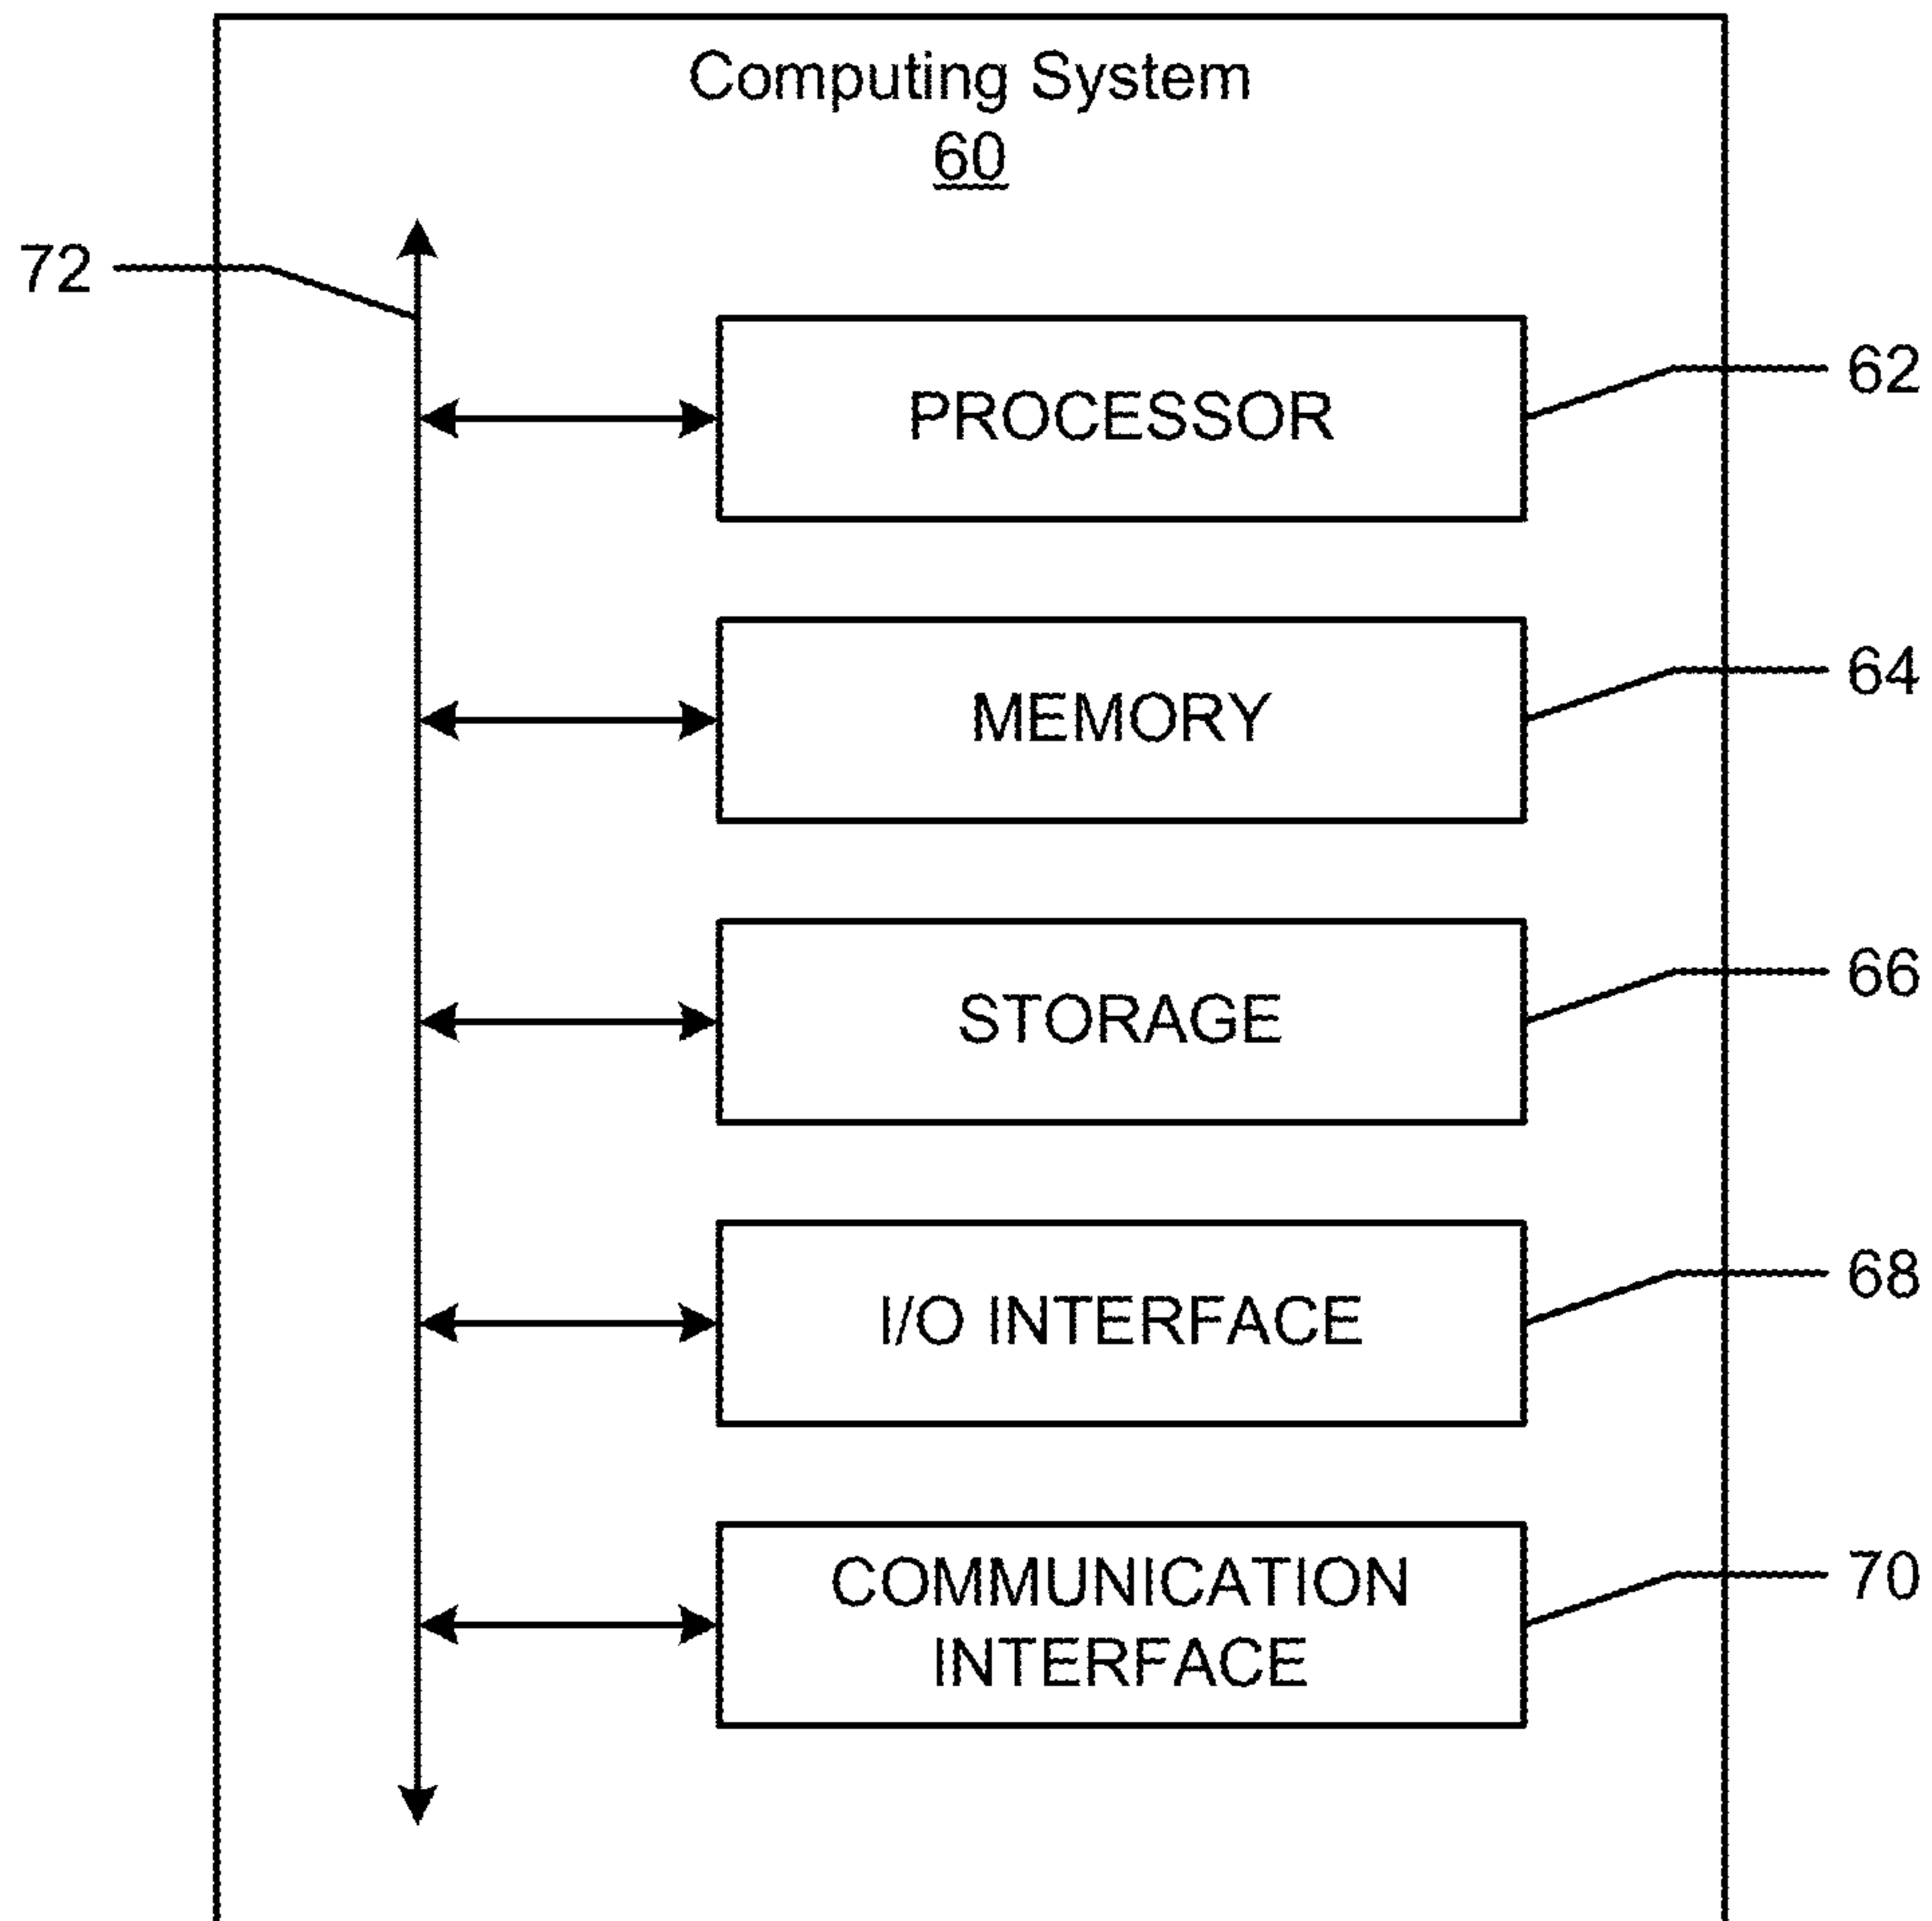 Computing System
60
72
PROCESSOR
62
MEMORY
64
STORAGE
66
I/O INTERFACE
68
COMMUNICATION
INTERFACE
70